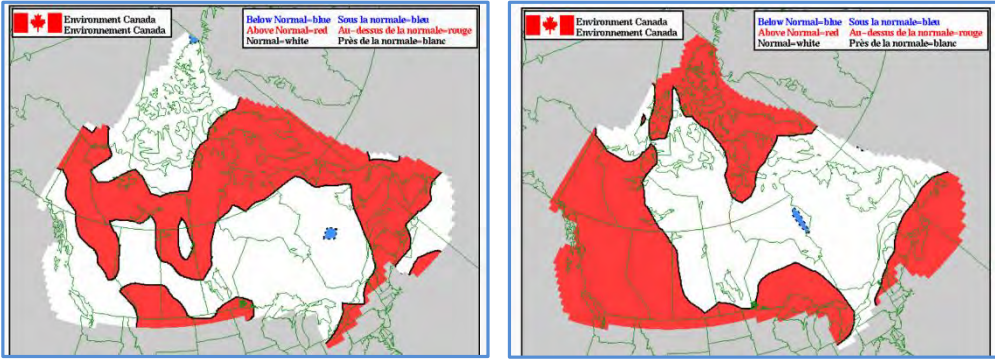 Environment Canada
Environnement Canada
Below Normal=blue Sous la normale=bleu
Above Normal=red Au-dessus de la normale=rouge
Normal=white Près de la normale=blanc
Environment Canada
Environnement Canada
Below Normal=blue Sous la normale=bleu
Above Normal=red Au-dessus de la normale=rouge
Normal=white Près de la normale=blanc